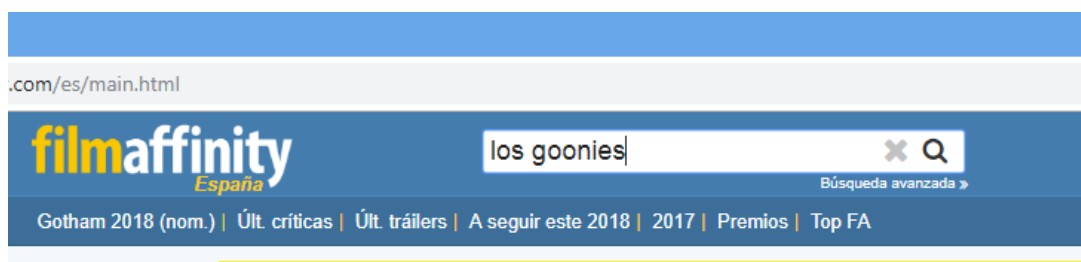 .com/es/main.html
filmaffinity
España
los goonies
Búsqueda avanzada »
Gotham 2018 (nom.) | Últ. críticas | Últ. tráilers | A seguir este 2018 | 2017 | Premios | Top FA